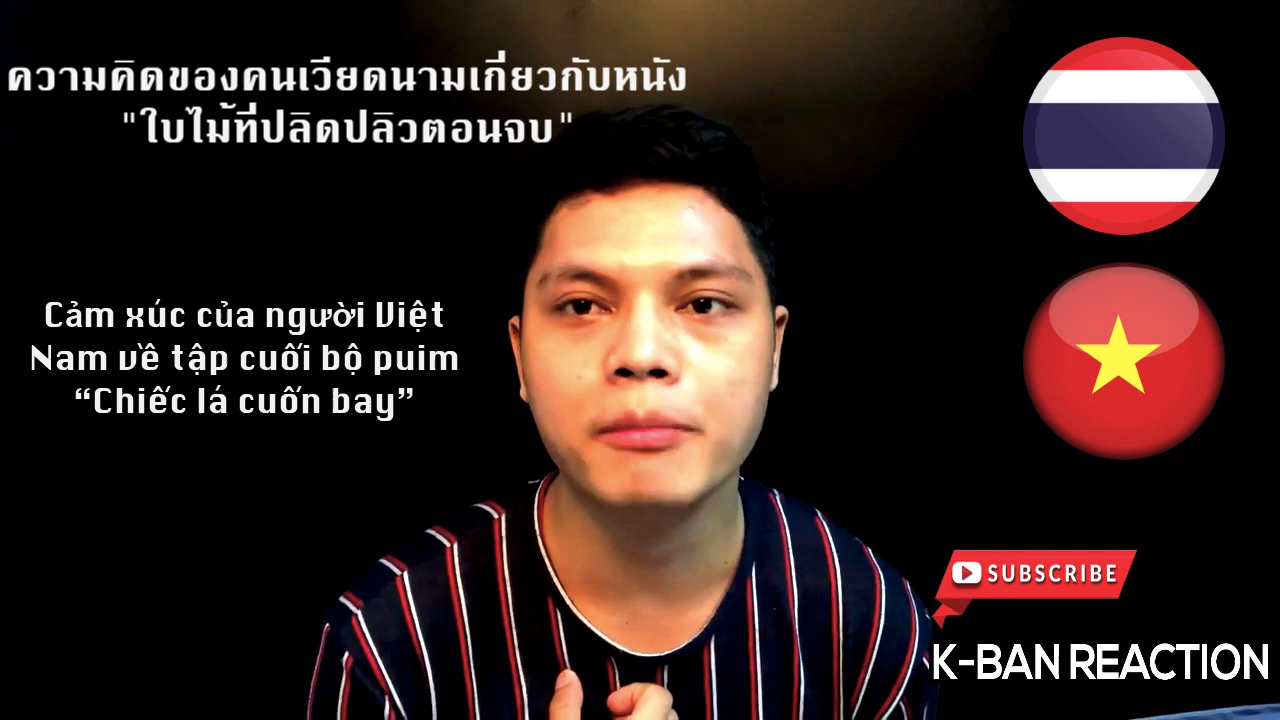 ความคิดของคนเวียดนามเกี่ยวกับหนัง
"ใบไม้ที่ปลิดปลิวตอนจบ"
Cảm xúc của người Việt
Nam về tập cuối bộ puim
“Chiếc lá cuốn bay”
SUBSCRIBE
K-BAN REACTION